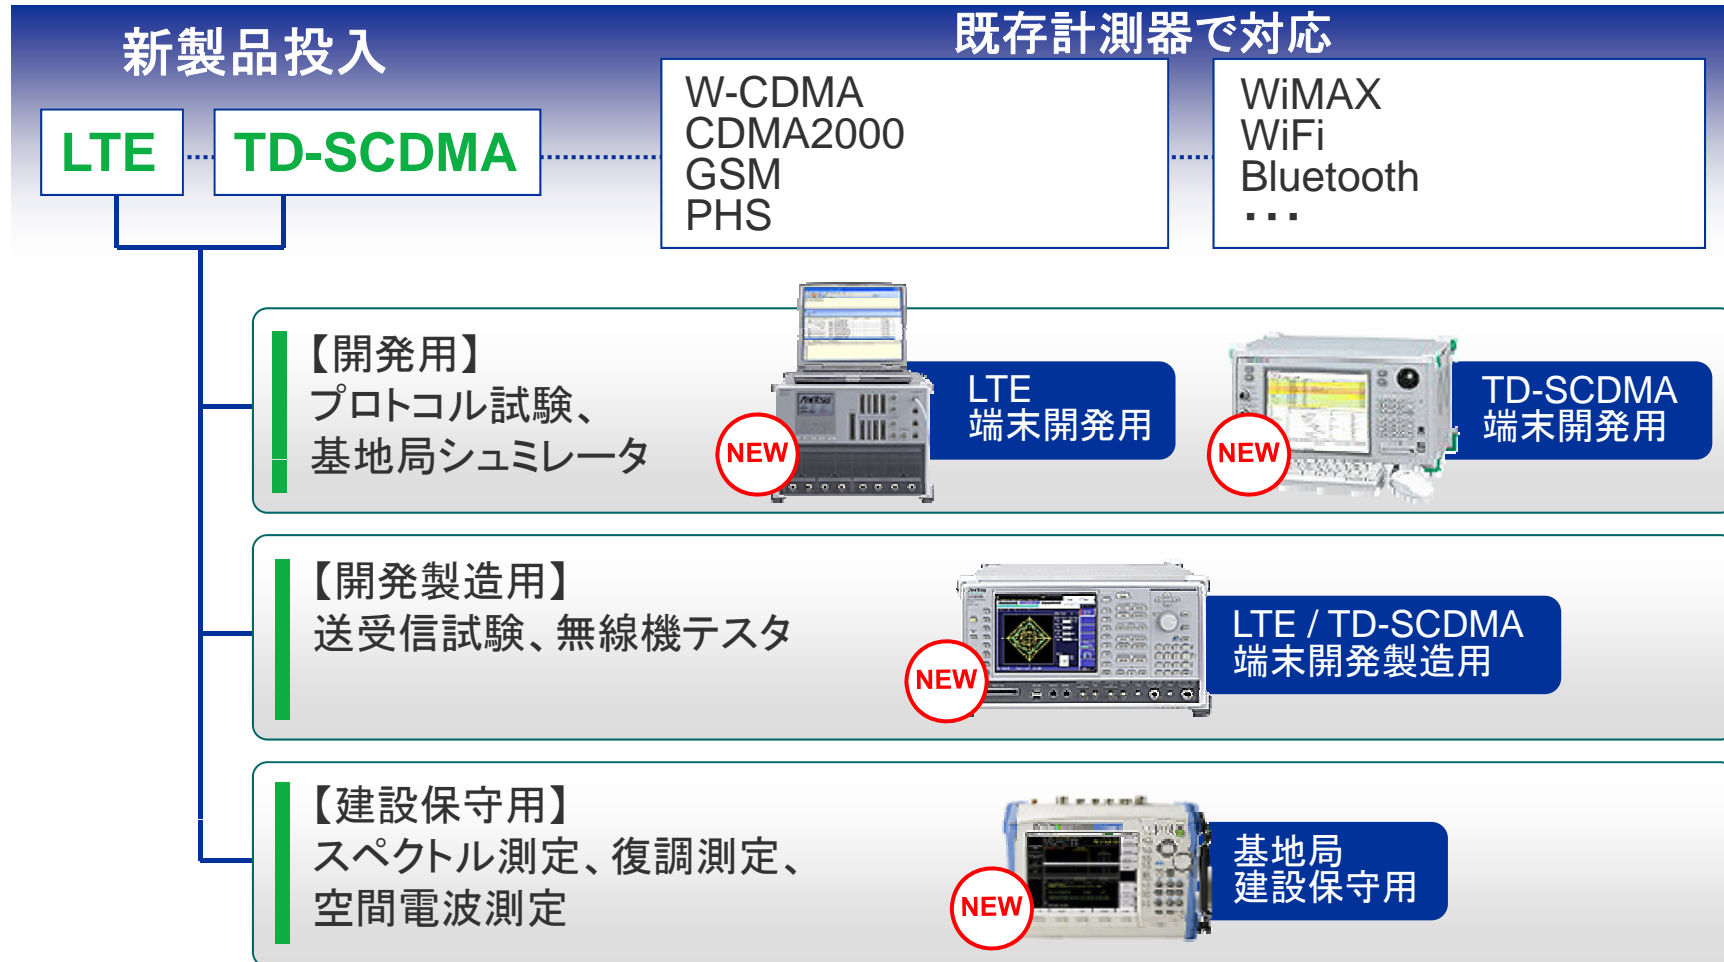 新製品投入
既存計測器で対応
LTE
TD-SCDMA
W-CDMA
CDMA2000
GSM
PHS
WiMAX
WiFi
Bluetooth
・・・
【開発用】
プロトコル試験、
基地局シュミレータ
Anritsu
NEW
LTE
端末開発用
NEW
TD-SCDMA
端末開発用
【開発製造用】
送受信試験、無線機テスタ
Anritsu
NEW
LTE / TD-SCDMA
端末開発製造用
【建設保守用】
スペクトル測定、復調測定、
空間電波測定
NEW
基地局
建設保守用